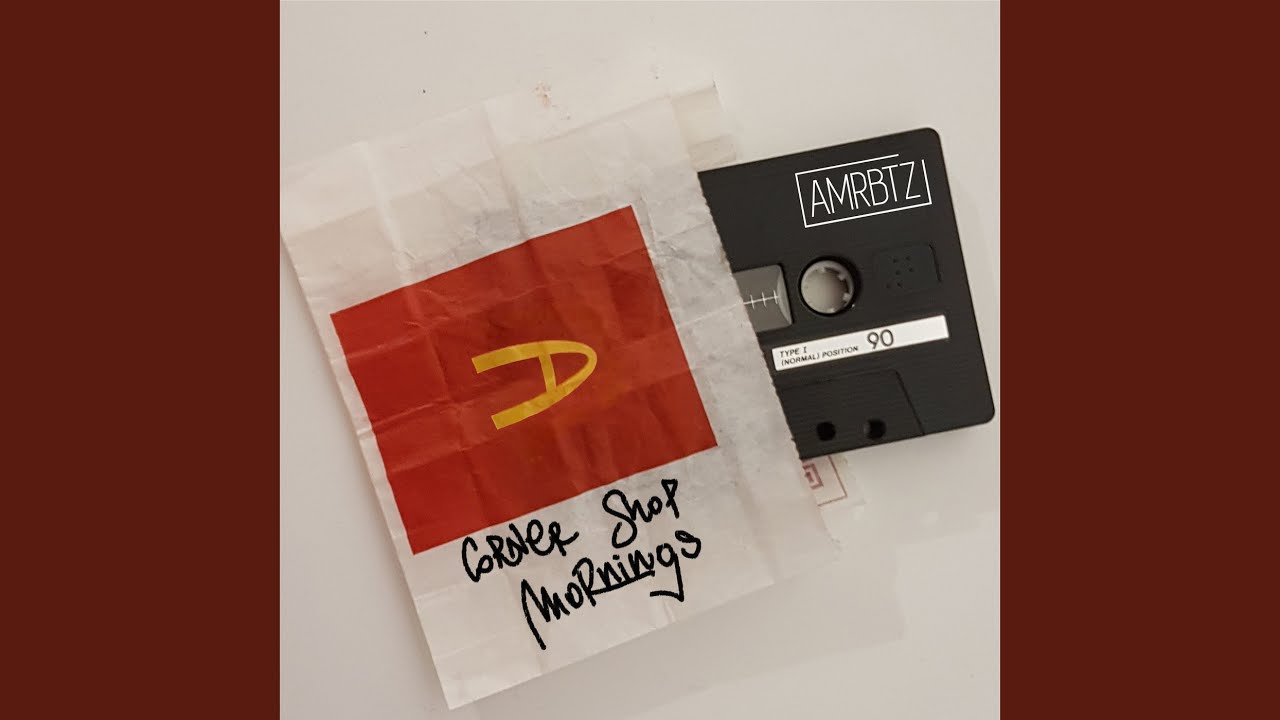 AMRBTZ
TYPE I
(NORMAL) POSITION 90
CORNER SHOP
MORNINGS